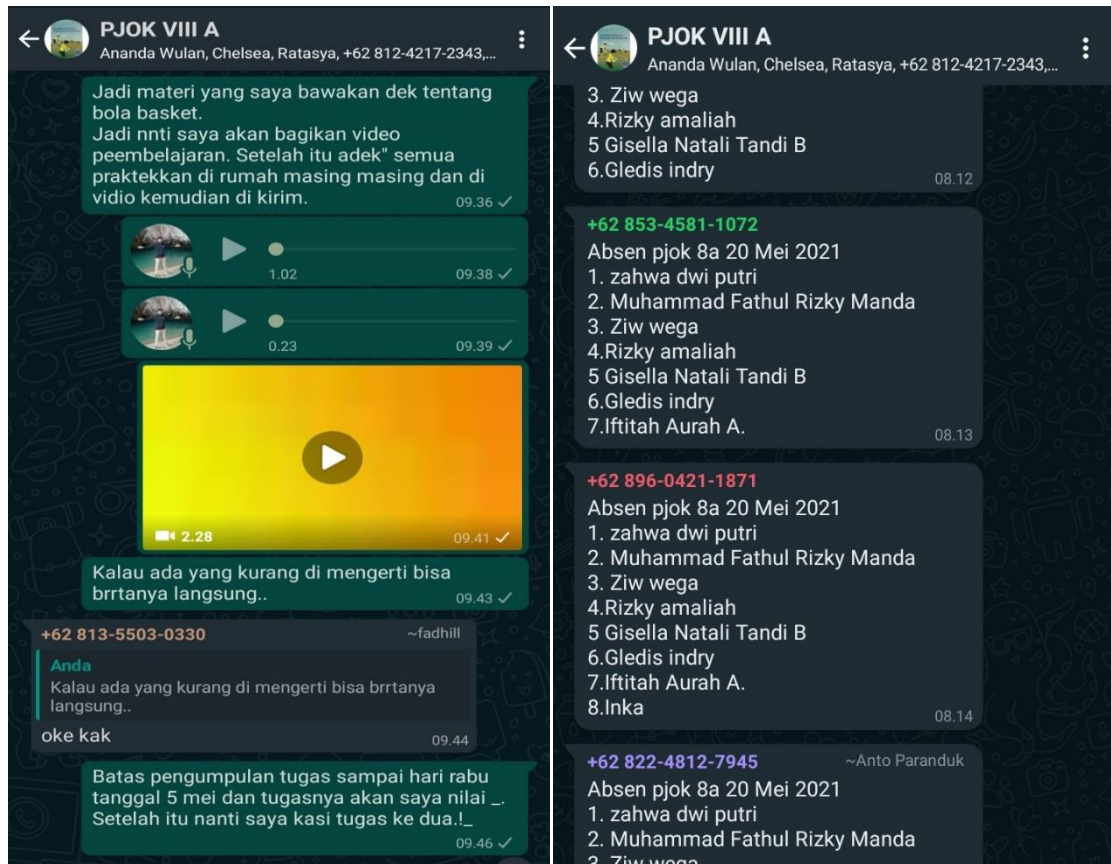 PJOK VIII A
Ananda Wulan, Chelsea, Ratasya, +62 812-4217-2343,...
Jadi materi yang saya bawakan dek tentang
bola basket.
Jadi nnti saya akan bagikan video
peembelajaran. Setelah itu adek" semua
praktekkan di rumah masing masing dan di
vidio kemudian di kirim.
09.36
1.02
09.38
0.23
09.39
2.28
09.41
Kalau ada yang kurang di mengerti bisa
brrtanya langsung..
09.43
+62 813-5503-0330 ~fadhill
Anda
Kalau ada yang kurang di mengerti bisa brrtanya
langsung..
oke kak
09.44
Batas pengumpulan tugas sampai hari rabu
tanggal 5 mei dan tugasnya akan saya nilai _.
Setelah itu nanti saya kasi tugas ke dua.!_
09.46
PJOK VIII A
Ananda Wulan, Chelsea, Ratasya, +62 812-4217-2343,...
3. Ziw wega
4.Rizky amaliah
5 Gisella Natali Tandi B
6.Gledis indry
08.12
+62 853-4581-1072
Absen pjok 8a 20 Mei 2021
1. zahwa dwi putri
2. Muhammad Fathul Rizky Manda
3. Ziw wega
4.Rizky amaliah
5 Gisella Natali Tandi B
6.Gledis indry
7.Iftitah Aurah A.
08.13
+62 896-0421-1871
Absen pjok 8a 20 Mei 2021
1. zahwa dwi putri
2. Muhammad Fathul Rizky Manda
3. Ziw wega
4.Rizky amaliah
5 Gisella Natali Tandi B
6.Gledis indry
7.Iftitah Aurah A.
8.Inka
08.14
+62 822-4812-7945 ~Anto Paranduk
Absen pjok 8a 20 Mei 2021
1. zahwa dwi putri
2. Muhammad Fathul Rizky Manda
3. Ziw wega